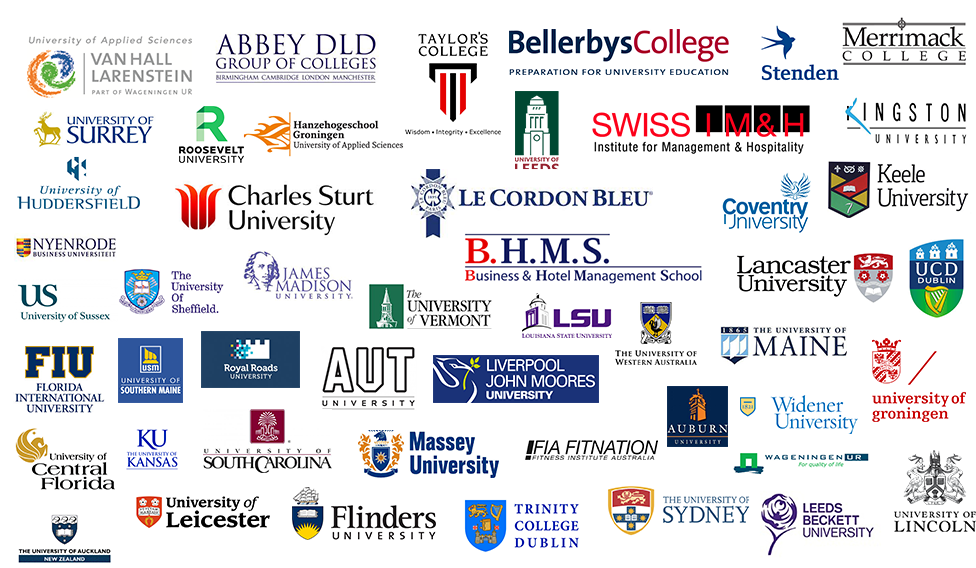 University of Applied Sciences
VAN HALL
LARENSTEIN
PART OF WAGENINGEN UR
ABBEY DLD
GROUP OF COLLEGES
BIRMINGHAM CAMBRIDGE LONDON MANCHESTER
TAYLOR'S
COLLEGE
Wisdom • Integrity • Excellence
BellerbysCollege
PREPARATION FOR UNIVERSITY EDUCATION
Stenden
Merrimack
COLLEGE
UNIVERSITY OF
SURREY
ROOSEVELT
UNIVERSITY
Hanzehogeschool
Groningen
University of Applied Sciences
UNIVERSITY OF
LEEDS
SWISS IM&H
Institute for Management & Hospitality
KINGSTON
UNIVERSITY
University of
HUDDERSFIELD
Charles Sturt
University
LE CORDON BLEU®
Coventry
University
Keele
University
NYENRODE
BUSINESS UNIVERSITEIT
B.H.M.S.
Business & Hotel Management School
US
University of Sussex
The
University
Of
Sheffield.
JAMES
MADISON
UNIVERSITY.
The
UNIVERSITY
of VERMONT
LSU
LOUISIANA STATE UNIVERSITY
THE UNIVERSITY OF
WESTERN AUSTRALIA
Lancaster
University
UCD
DUBLIN
1865 THE UNIVERSITY OF
MAINE
FIU
FLORIDA
INTERNATIONAL
UNIVERSITY
usm
UNIVERSITY OF
SOUTHERN MAINE
Royal Roads
UNIVERSITY
AUT
UNIVERSITY
LIVERPOOL
JOHN MOORES
UNIVERSITY
AUBURN
UNIVERSITY
Widener
University
university of
groningen
University of
Central
Florida
KU
THE UNIVERSITY OF
KANSAS
UNIVERSITY OF
SOUTH CAROLINA
Massey
University
FIA FITNATION
FITNESS INSTITUTE AUSTRALIA
WAGENINGEN UR
For quality of life
UNIVERSITY OF
LINCOLN
THE UNIVERSITY OF AUCKLAND
NEW ZEALAND
University of
Leicester
Flinders
UNIVERSITY
TRINITY
COLLEGE
DUBLIN
THE UNIVERSITY OF
SYDNEY
LEEDS
BECKETT
UNIVERSITY